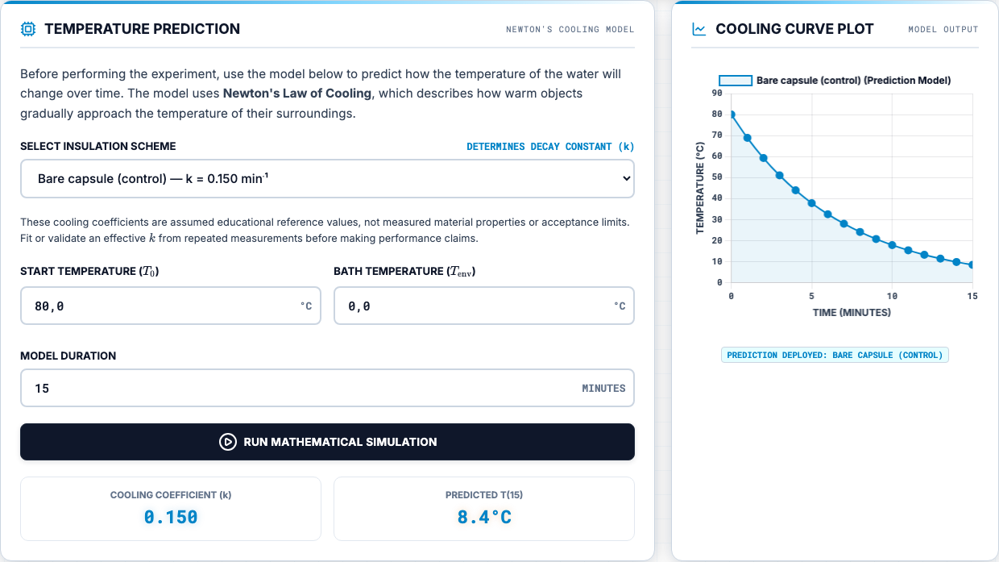 TEMPERATURE PREDICTION
NEWTON'S COOLING MODEL
Before performing the experiment, use the model below to predict how the temperature of the water will
change over time. The model uses Newton's Law of Cooling, which describes how warm objects
gradually approach the temperature of their surroundings.
SELECT INSULATION SCHEME
DETERMINES DECAY CONSTANT (k)
Bare capsule (control) — k = 0.150 min⁻¹
These cooling coefficients are assumed educational reference values, not measured material properties or acceptance limits.
Fit or validate an effective k from repeated measurements before making performance claims.
START TEMPERATURE (T₀)
80,0 °C
BATH TEMPERATURE (Tenv)
0,0 °C
MODEL DURATION
15 MINUTES
RUN MATHEMATICAL SIMULATION
COOLING COEFFICIENT (k)
0.150
PREDICTED T(15)
8.4°C
COOLING CURVE PLOT
MODEL OUTPUT
Bare capsule (control) (Prediction Model)
TEMPERATURE (°C)
90
80
70
60
50
40
30
20
10
0
0 5 10 15
TIME (MINUTES)
PREDICTION DEPLOYED: BARE CAPSULE (CONTROL)